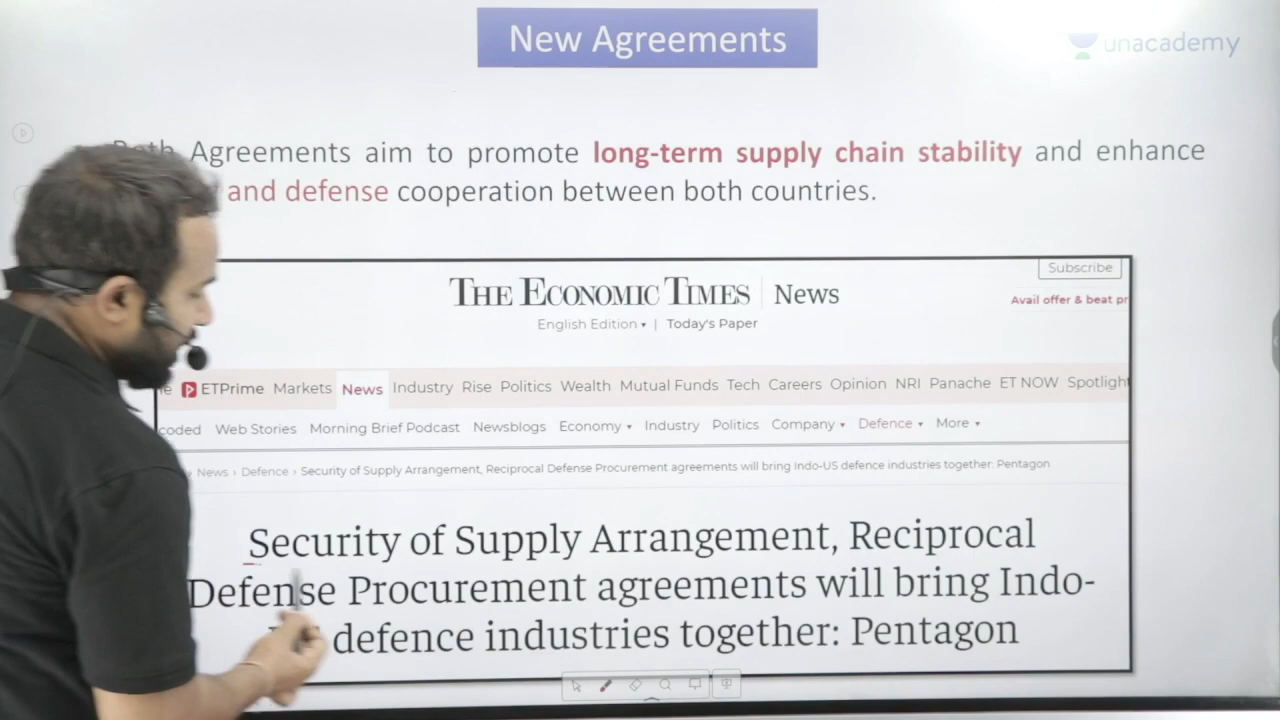 New Agreements
unacademy
Both Agreements aim to promote long-term supply chain stability and enhance
and defense cooperation between both countries.
Subscribe
THE ECONOMIC TIMES | News
Avail offer & beat pr
English Edition ▾ | Today's Paper
ETPrime Markets News Industry Rise Politics Wealth Mutual Funds Tech Careers Opinion NRI Panache ET NOW Spotlight
coded Web Stories Morning Brief Podcast Newsblogs Economy ▾ Industry Politics Company ▾ Defence ▾ More ▾
News › Defence › Security of Supply Arrangement, Reciprocal Defense Procurement agreements will bring Indo-US defence industries together: Pentagon
Security of Supply Arrangement, Reciprocal
Defense Procurement agreements will bring Indo-
defence industries together: Pentagon